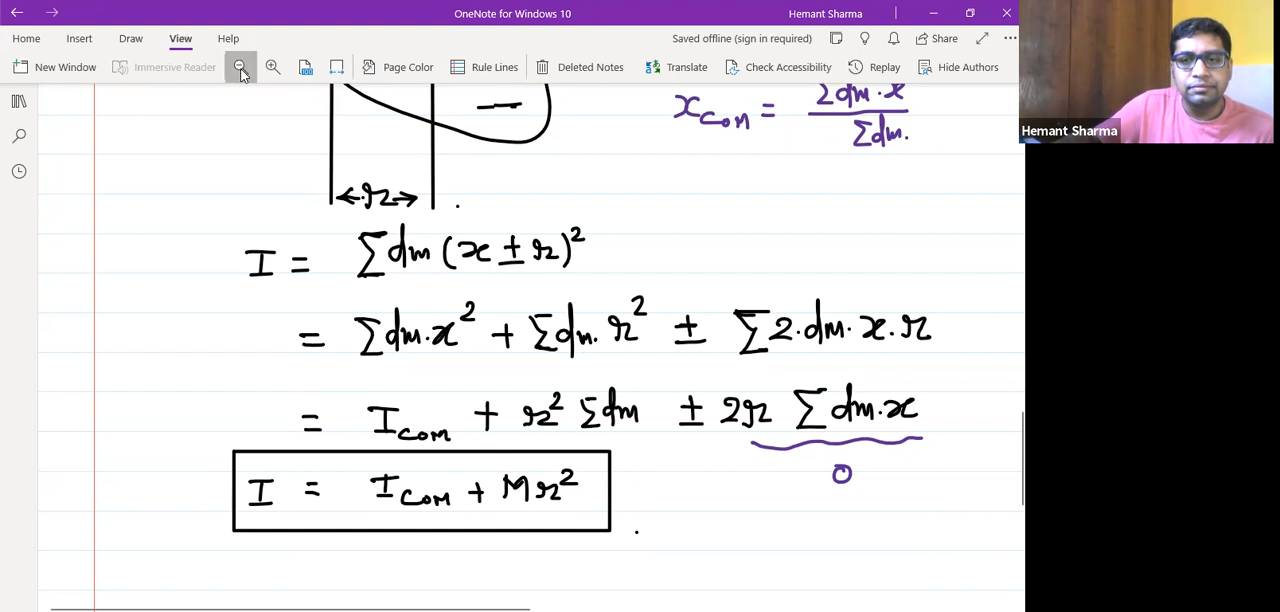 OneNote for Windows 10
Hemant Sharma
Home Insert Draw View Help
Saved offline (sign in required)
Share
New Window
Immersive Reader
100
Page Color
Rule Lines
Deleted Notes
Translate
Check Accessibility
Replay
Hide Authors
Hemant Sharma
x_COM = Σdm·x / Σdm.
r
I = Σdm(x ± r)²
= Σdm·x² + Σdm·r² ± Σ2·dm·x·r
= I_COM + r² Σdm ± 2r Σdm·x
0
I = I_COM + Mr²